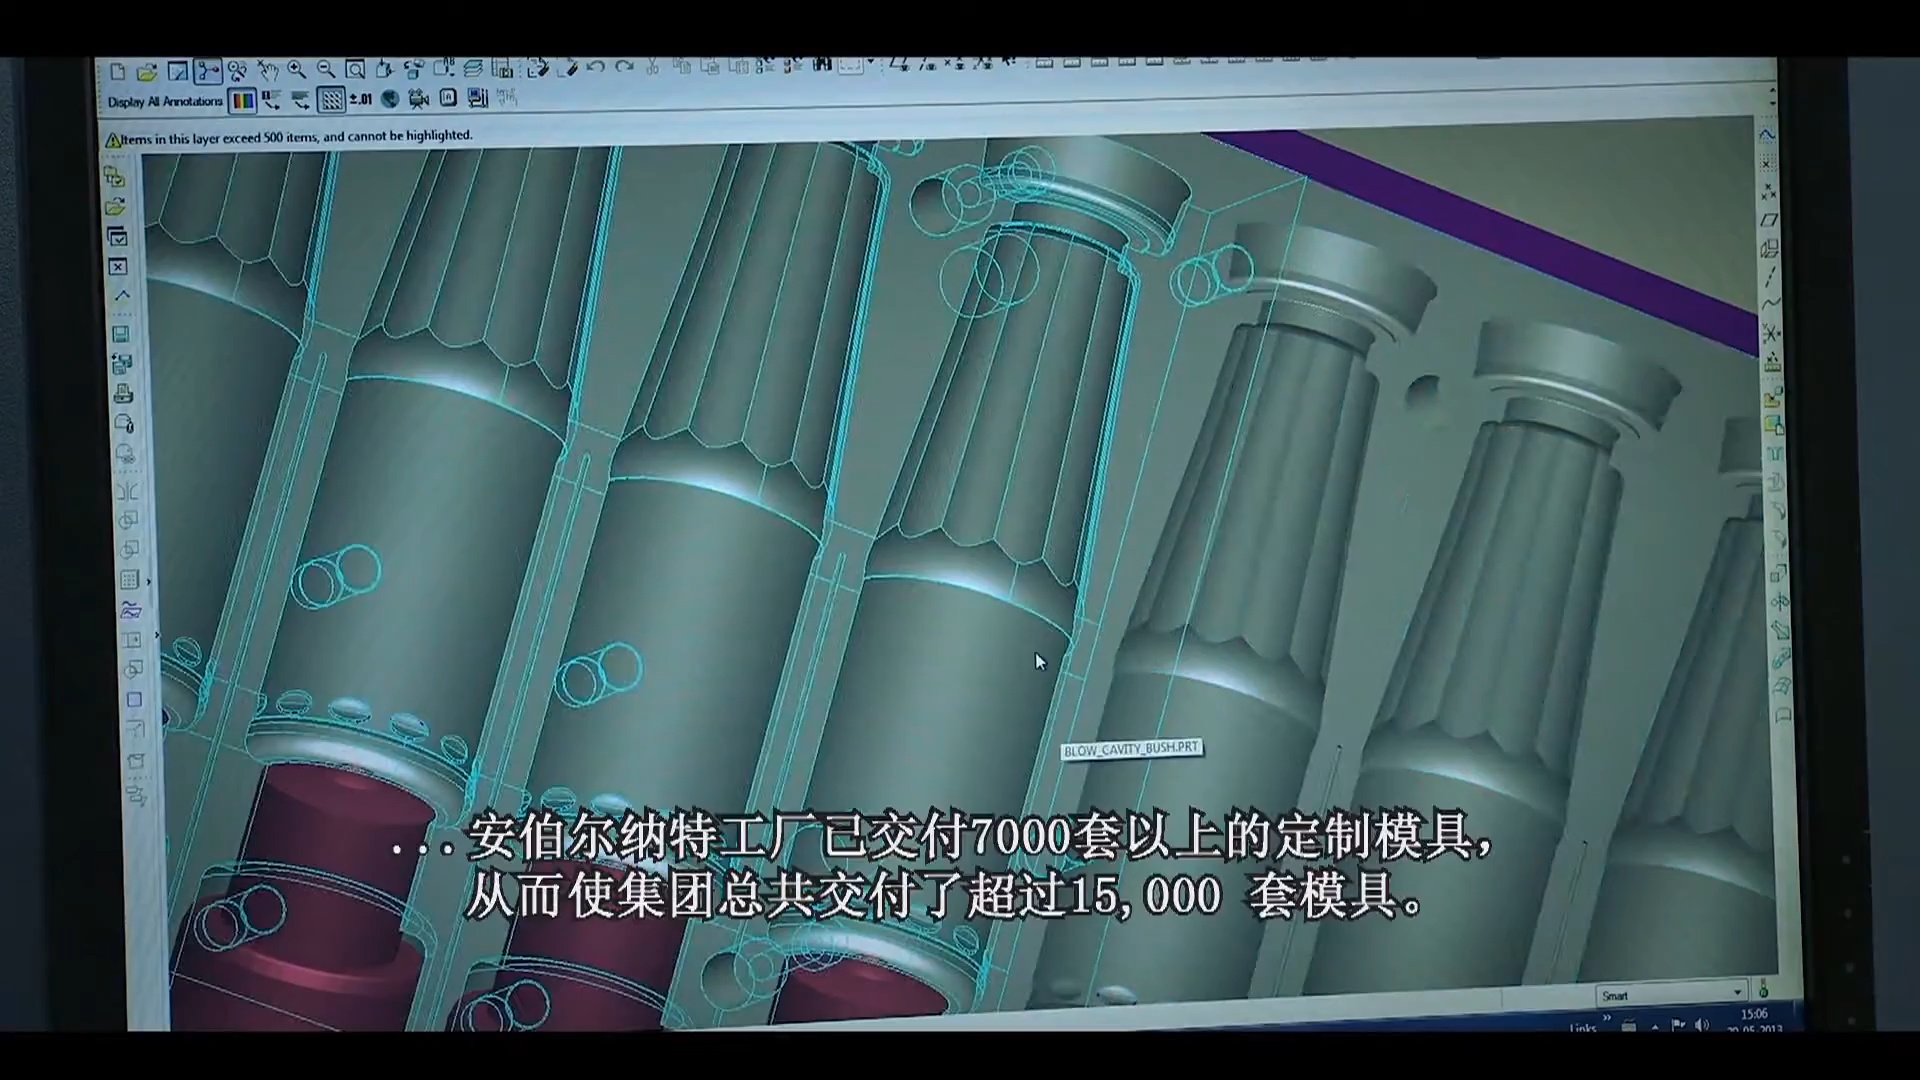 Display All Annotations
±.01
Items in this layer exceed 500 items, and cannot be highlighted.
BLOW_CAVITY_BUSH.PRT
...安伯尔纳特工厂已交付7000套以上的定制模具，
从而使集团总共交付了超过15,000 套模具。
Smart
Links
15:06